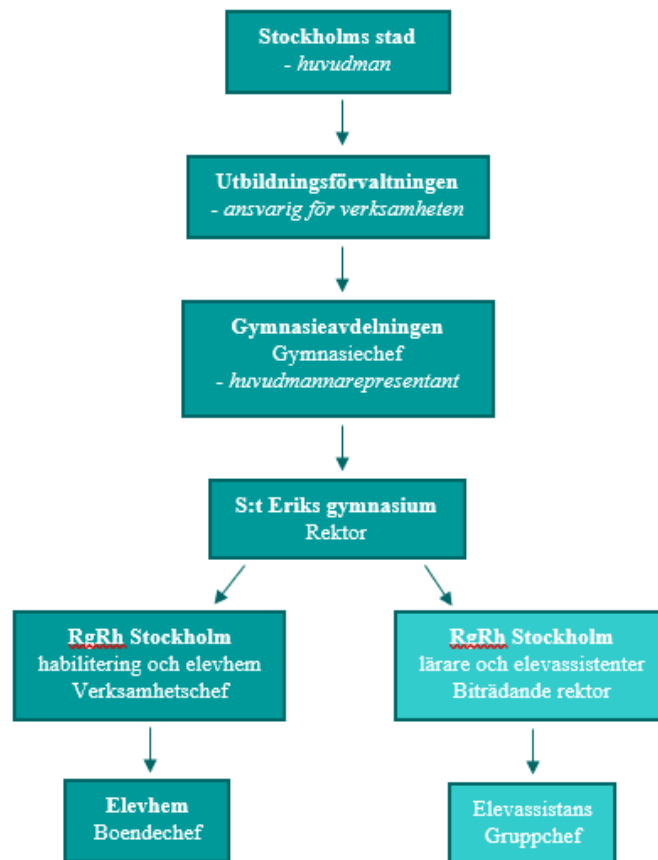 Stockholms stad
- huvudman
Utbildningsförvaltningen
- ansvarig för verksamheten
Gymnasieavdelningen
Gymnasiechef
- huvudmannarepresentant
S:t Eriks gymnasium
Rektor
RgRh Stockholm
habilitering och elevhem
Verksamhetschef
RgRh Stockholm
lärare och elevassistenter
Biträdande rektor
Elevhem
Boendechef
Elevassistans
Gruppchef